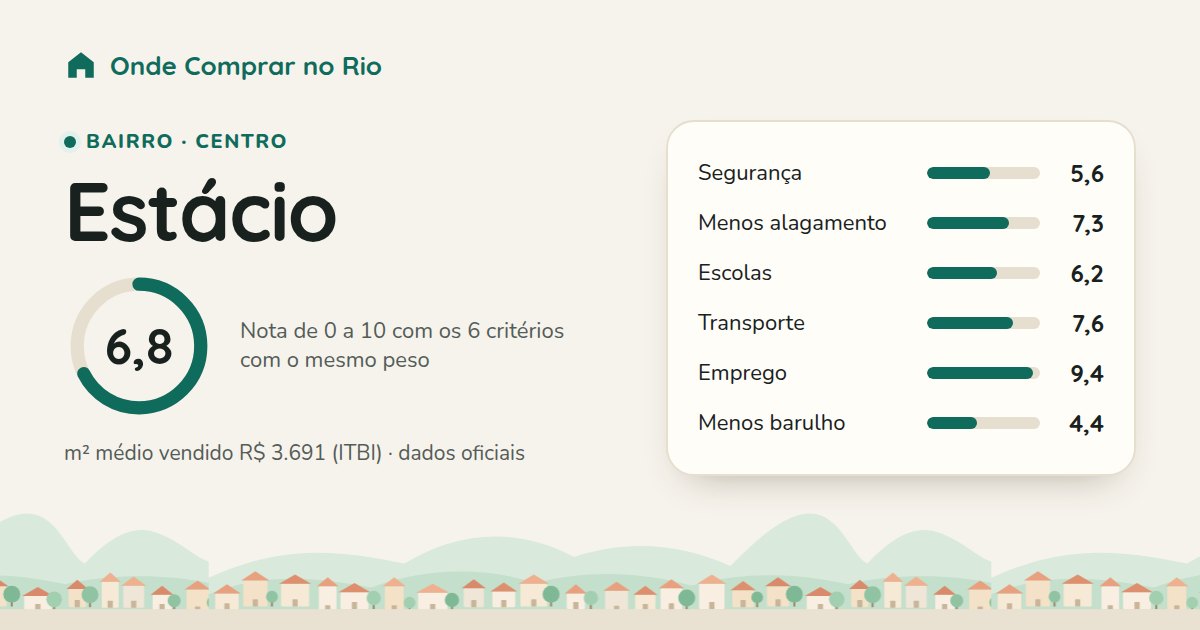 Onde Comprar no Rio
BAIRRO · CENTRO
Estácio
6,8
Nota de 0 a 10 com os 6 critérios
com o mesmo peso
m² médio vendido R$ 3.691 (ITBI) · dados oficiais
Segurança 5,6
Menos alagamento 7,3
Escolas 6,2
Transporte 7,6
Emprego 9,4
Menos barulho 4,4